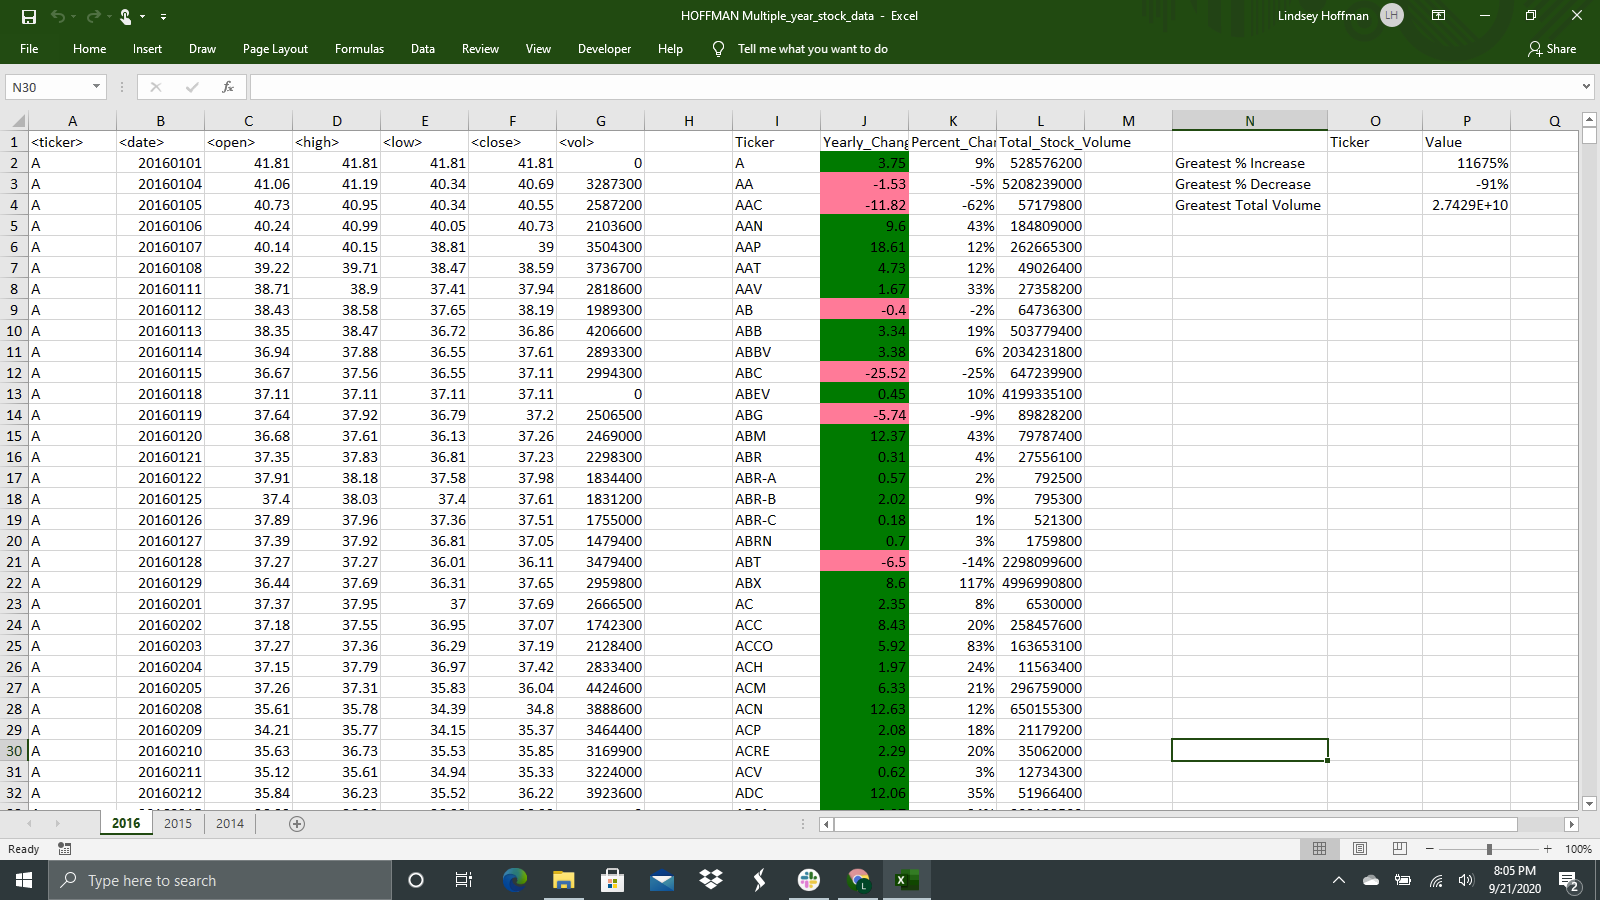 HOFFMAN Multiple_year_stock_data - Excel
Lindsey Hoffman LH
File Home Insert Draw Page Layout Formulas Data Review View Developer Help Tell me what you want to do Share
N30 fx
A B C D E F G H I J K L M N O P Q
1 <ticker> <date> <open> <high> <low> <close> <vol> Ticker Yearly_Chang Percent_Chan Total_Stock_Volume Ticker Value
2 A 20160101 41.81 41.81 41.81 41.81 0 A 3.75 9% 528576200 Greatest % Increase 11675%
3 A 20160104 41.06 41.19 40.34 40.69 3287300 AA -1.53 -5% 5208239000 Greatest % Decrease -91%
4 A 20160105 40.73 40.95 40.34 40.55 2587200 AAC -11.82 -62% 57179800 Greatest Total Volume 2.7429E+10
5 A 20160106 40.24 40.99 40.05 40.73 2103600 AAN 9.6 43% 184809000
6 A 20160107 40.14 40.15 38.81 39 3504300 AAP 18.61 12% 262665300
7 A 20160108 39.22 39.71 38.47 38.59 3736700 AAT 4.73 12% 49026400
8 A 20160111 38.71 38.9 37.41 37.94 2818600 AAV 1.67 33% 27358200
9 A 20160112 38.43 38.58 37.65 38.19 1989300 AB -0.4 -2% 64736300
10 A 20160113 38.35 38.47 36.72 36.86 4206600 ABB 3.34 19% 503779400
11 A 20160114 36.94 37.88 36.55 37.61 2893300 ABBV 3.38 6% 2034231800
12 A 20160115 36.67 37.56 36.55 37.11 2994300 ABC -25.52 -25% 647239900
13 A 20160118 37.11 37.11 37.11 37.11 0 ABEV 0.45 10% 4199335100
14 A 20160119 37.64 37.92 36.79 37.2 2506500 ABG -5.74 -9% 89828200
15 A 20160120 36.68 37.61 36.13 37.26 2469000 ABM 12.37 43% 79787400
16 A 20160121 37.35 37.83 36.81 37.23 2298300 ABR 0.31 4% 27556100
17 A 20160122 37.91 38.18 37.58 37.98 1834400 ABR-A 0.57 2% 792500
18 A 20160125 37.4 38.03 37.4 37.61 1831200 ABR-B 2.02 9% 795300
19 A 20160126 37.89 37.96 37.36 37.51 1755000 ABR-C 0.18 1% 521300
20 A 20160127 37.39 37.92 36.81 37.05 1479400 ABRN 0.7 3% 1759800
21 A 20160128 37.27 37.27 36.01 36.11 3479400 ABT -6.5 -14% 2298099600
22 A 20160129 36.44 37.69 36.31 37.65 2959800 ABX 8.6 117% 4996990800
23 A 20160201 37.37 37.95 37 37.69 2666500 AC 2.35 8% 6530000
24 A 20160202 37.18 37.55 36.95 37.07 1742300 ACC 8.43 20% 258457600
25 A 20160203 37.27 37.36 36.29 37.19 2128400 ACCO 5.92 83% 163653100
26 A 20160204 37.15 37.79 36.97 37.42 2833400 ACH 1.97 24% 11563400
27 A 20160205 37.26 37.31 35.83 36.04 4424600 ACM 6.33 21% 296759000
28 A 20160208 35.61 35.78 34.39 34.8 3888600 ACN 12.63 12% 650155300
29 A 20160209 34.21 35.77 34.15 35.37 3464400 ACP 2.08 18% 21179200
30 A 20160210 35.63 36.73 35.53 35.85 3169900 ACRE 2.29 20% 35062000
31 A 20160211 35.12 35.61 34.94 35.33 3224000 ACV 0.62 3% 12734300
32 A 20160212 35.84 36.23 35.52 36.22 3923600 ADC 12.06 35% 51966400
2016 2015 2014
Ready 100%
Type here to search
8:05 PM
9/21/2020
2